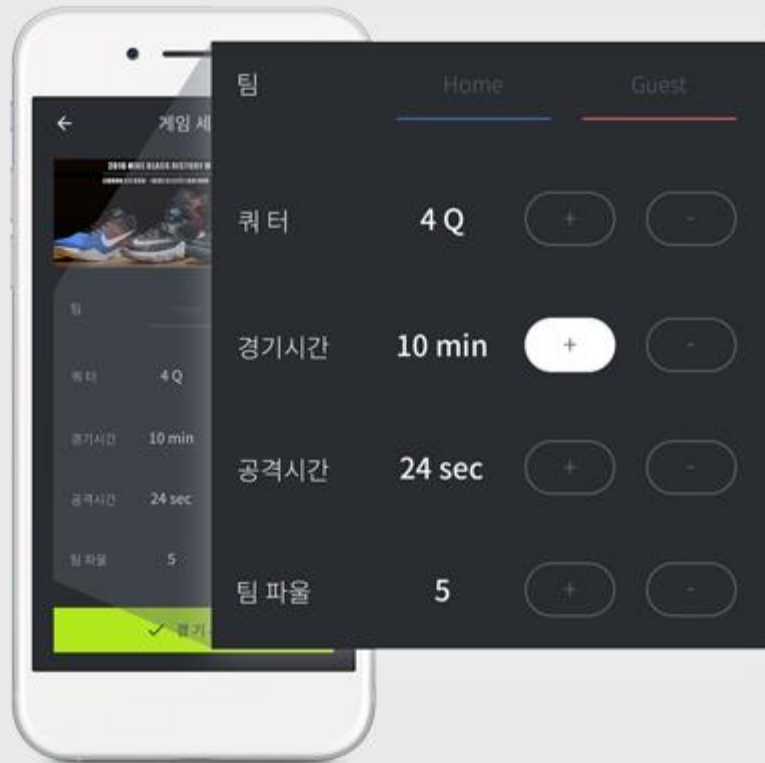 팀 Home Guest
쿼 터 4 Q + -
경기시간 10 min + -
공격시간 24 sec + -
팀 파울 5 + -
게임 세
팀
쿼 터 4 Q
경기시간 10 min
공격시간 24 sec
팀 파울 5
경기